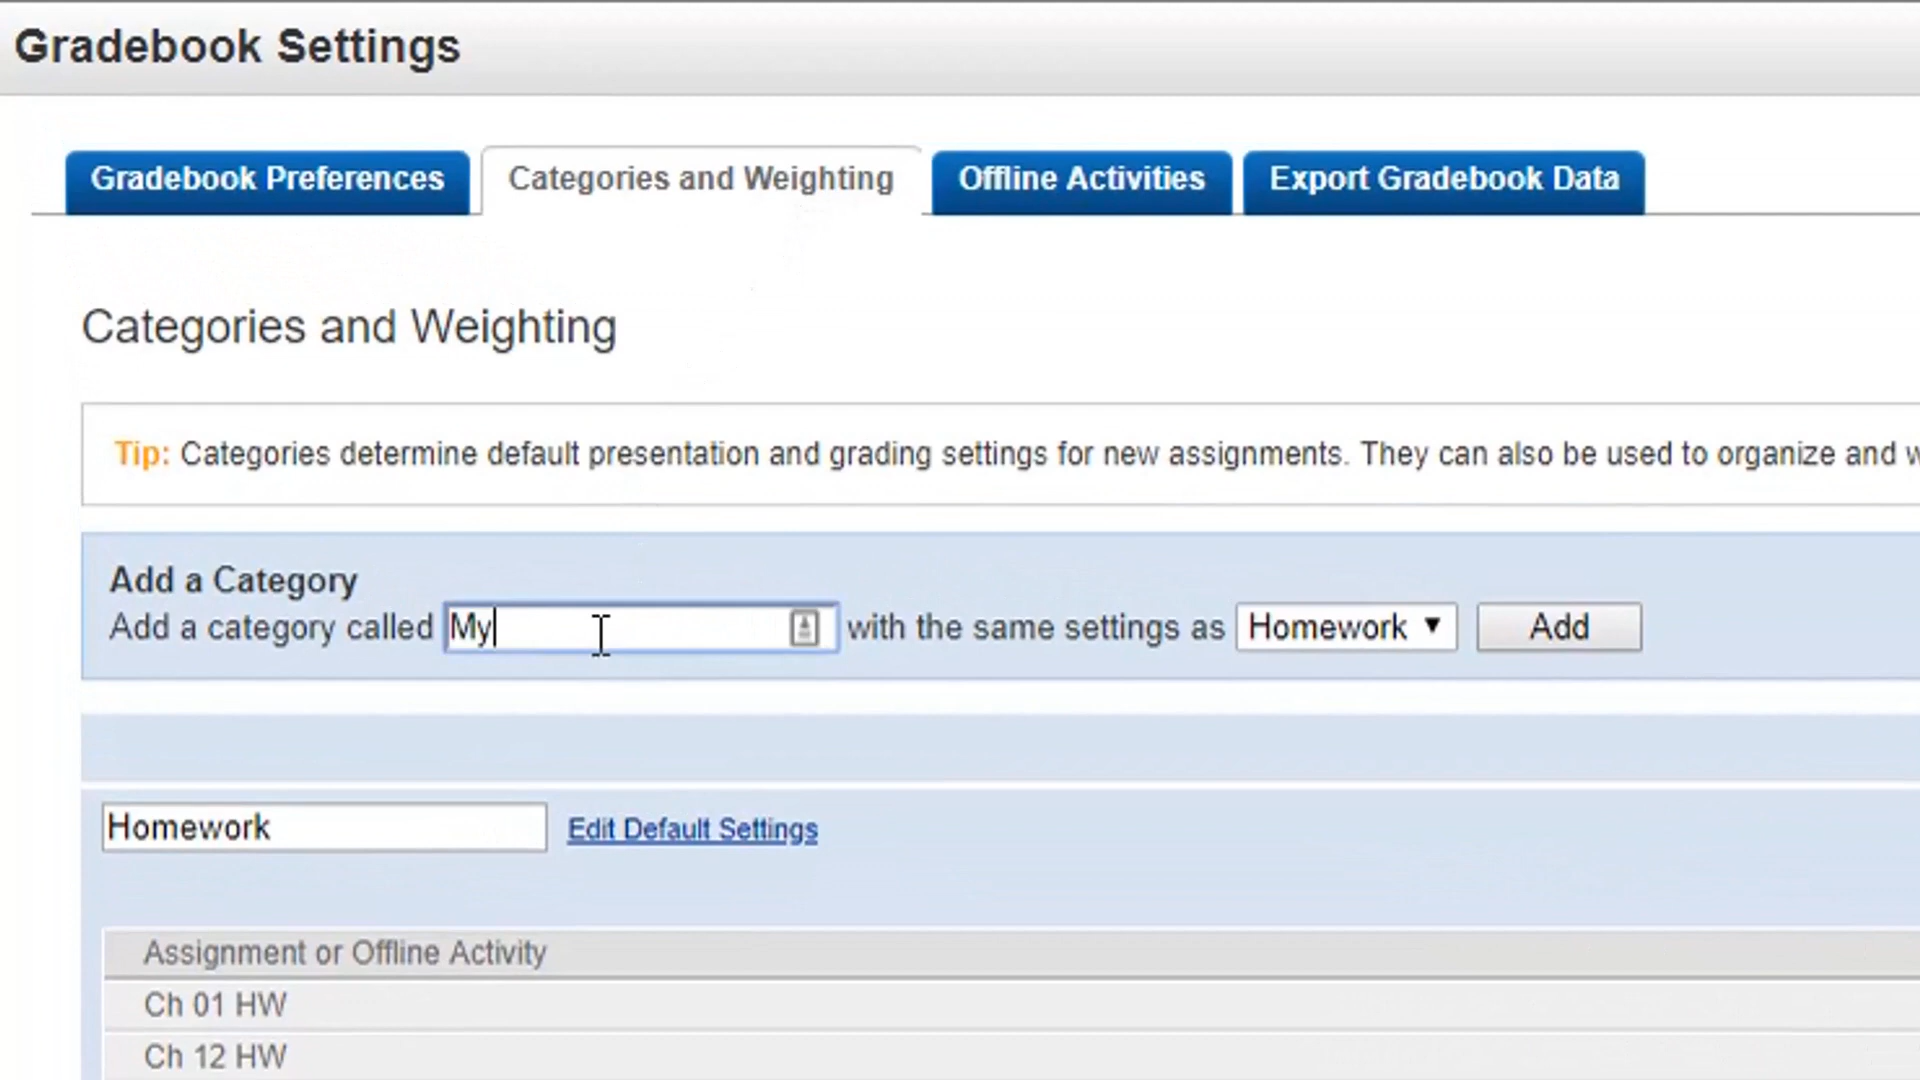 Gradebook Settings
Gradebook Preferences Categories and Weighting Offline Activities Export Gradebook Data
Categories and Weighting
Tip: Categories determine default presentation and grading settings for new assignments. They can also be used to organize and w
Add a Category
Add a category called My with the same settings as Homework ▼ Add
Homework Edit Default Settings
Assignment or Offline Activity
Ch 01 HW
Ch 12 HW